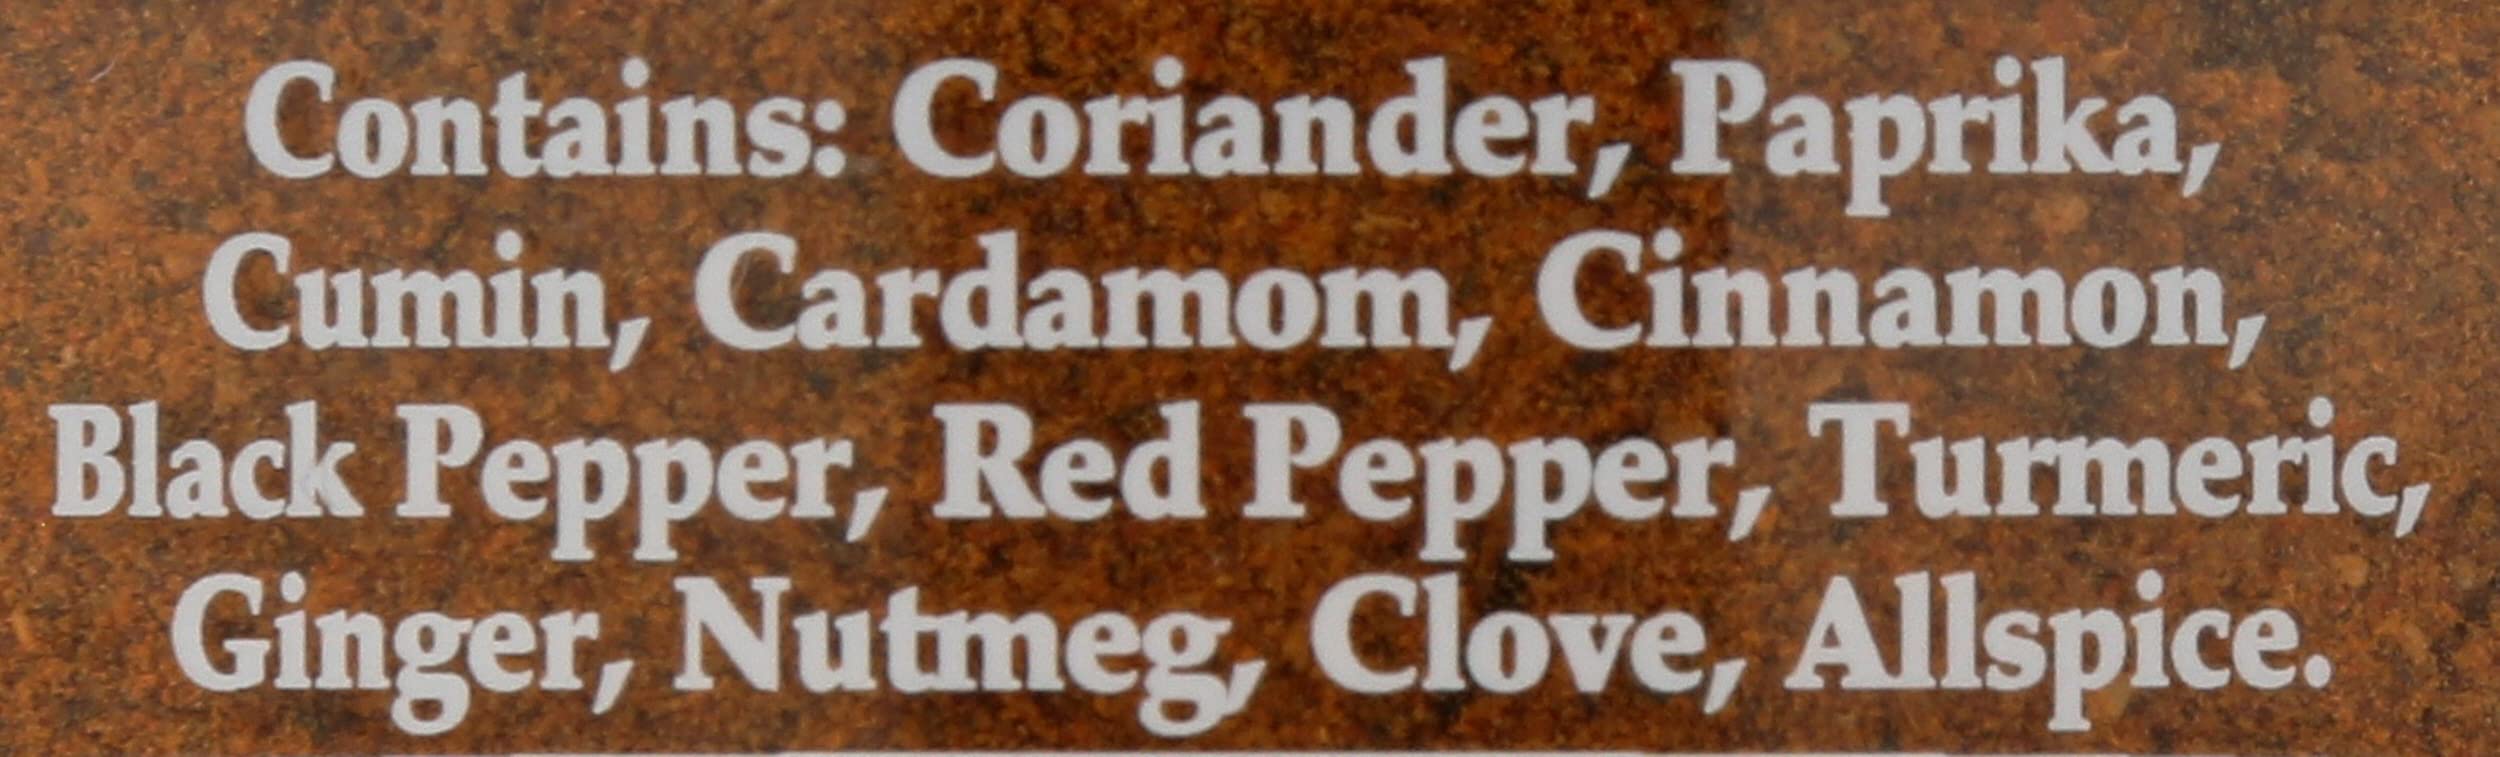 Contains: Coriander, Paprika,
Cumin, Cardamom, Cinnamon,
Black Pepper, Red Pepper, Turmeric,
Ginger, Nutmeg, Clove, Allspice.